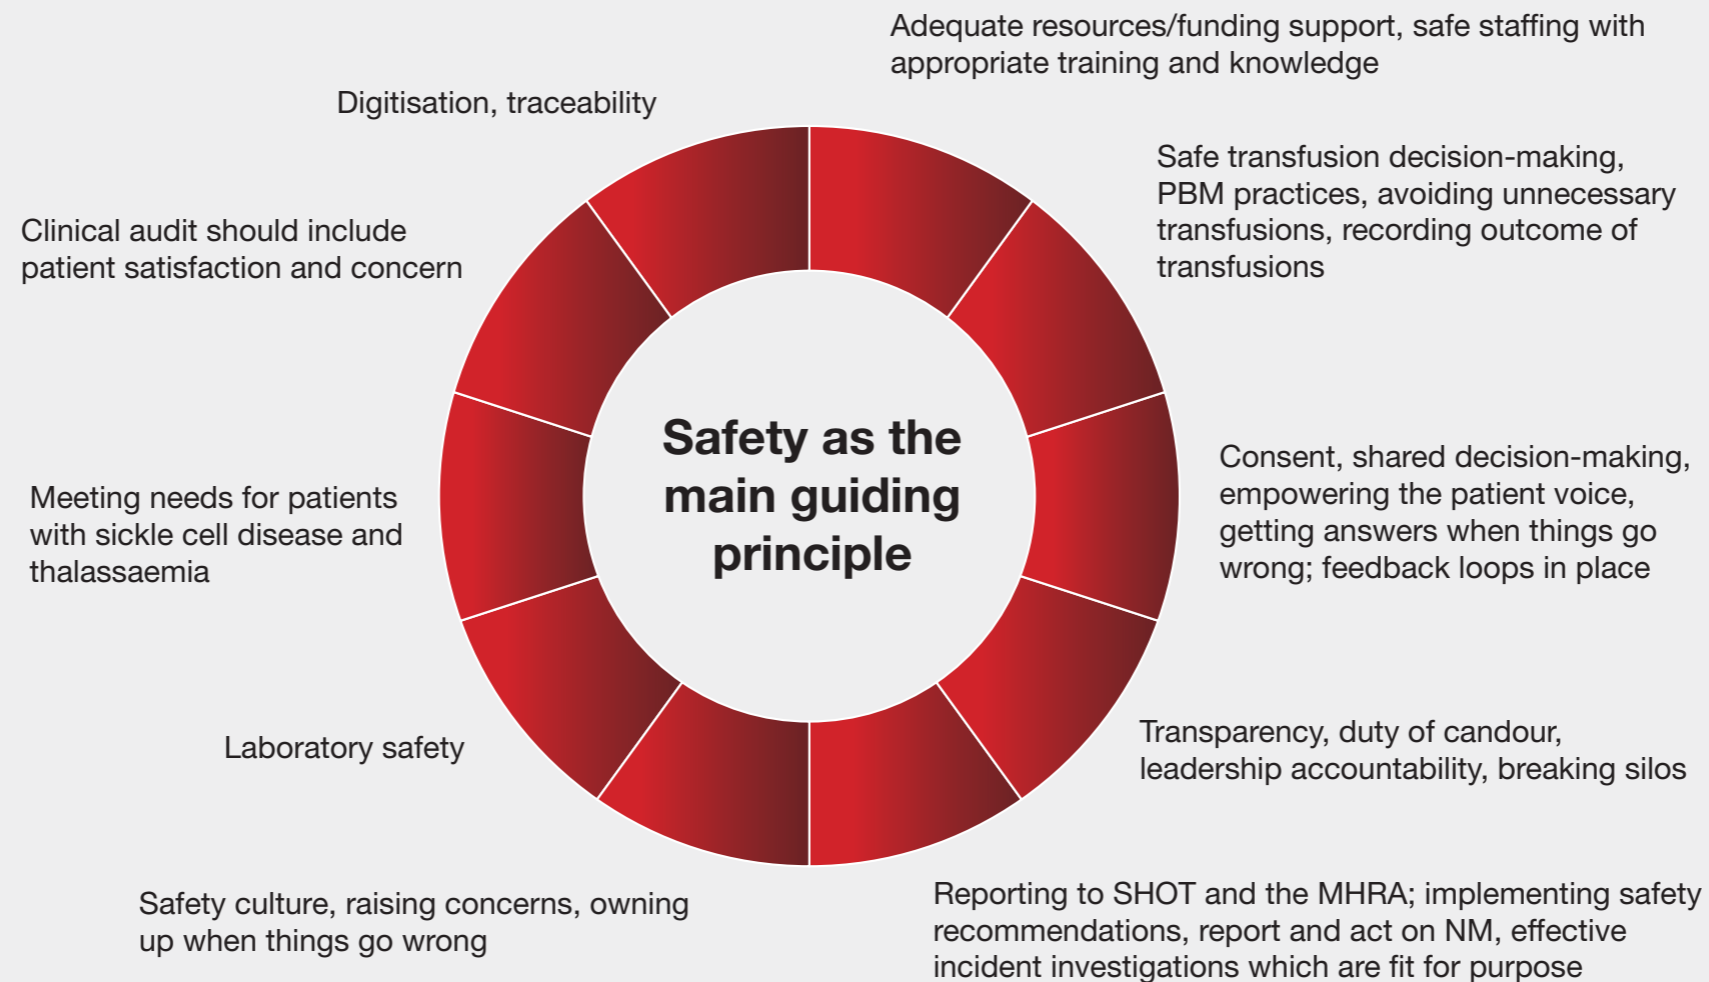 Adequate resources/funding support, safe staffing with
appropriate training and knowledge
Safe transfusion decision-making,
PBM practices, avoiding unnecessary
transfusions, recording outcome of
transfusions
Consent, shared decision-making,
empowering the patient voice,
getting answers when things go
wrong; feedback loops in place
Transparency, duty of candour,
leadership accountability, breaking silos
Reporting to SHOT and the MHRA; implementing safety
recommendations, report and act on NM, effective
incident investigations which are fit for purpose
Safety culture, raising concerns, owning
up when things go wrong
Laboratory safety
Meeting needs for patients
with sickle cell disease and
thalassaemia
Clinical audit should include
patient satisfaction and concern
Digitisation, traceability
Safety as the
main guiding
principle